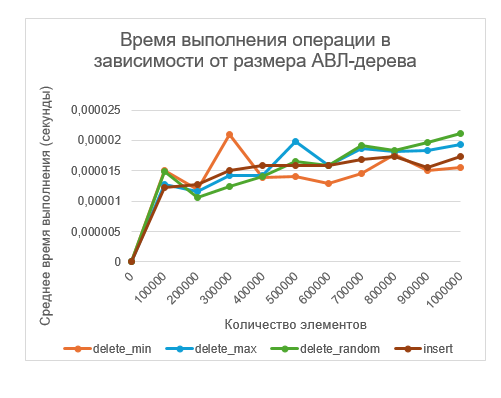 Время выполнения операции в
зависимости от размера АВЛ-дерева
Среднее время выполнения (секунды)
0,000025
0,00002
0,000015
0,00001
0,000005
0
0
100000
200000
300000
400000
500000
600000
700000
800000
900000
1000000
Количество элементов
delete_min
delete_max
delete_random
insert